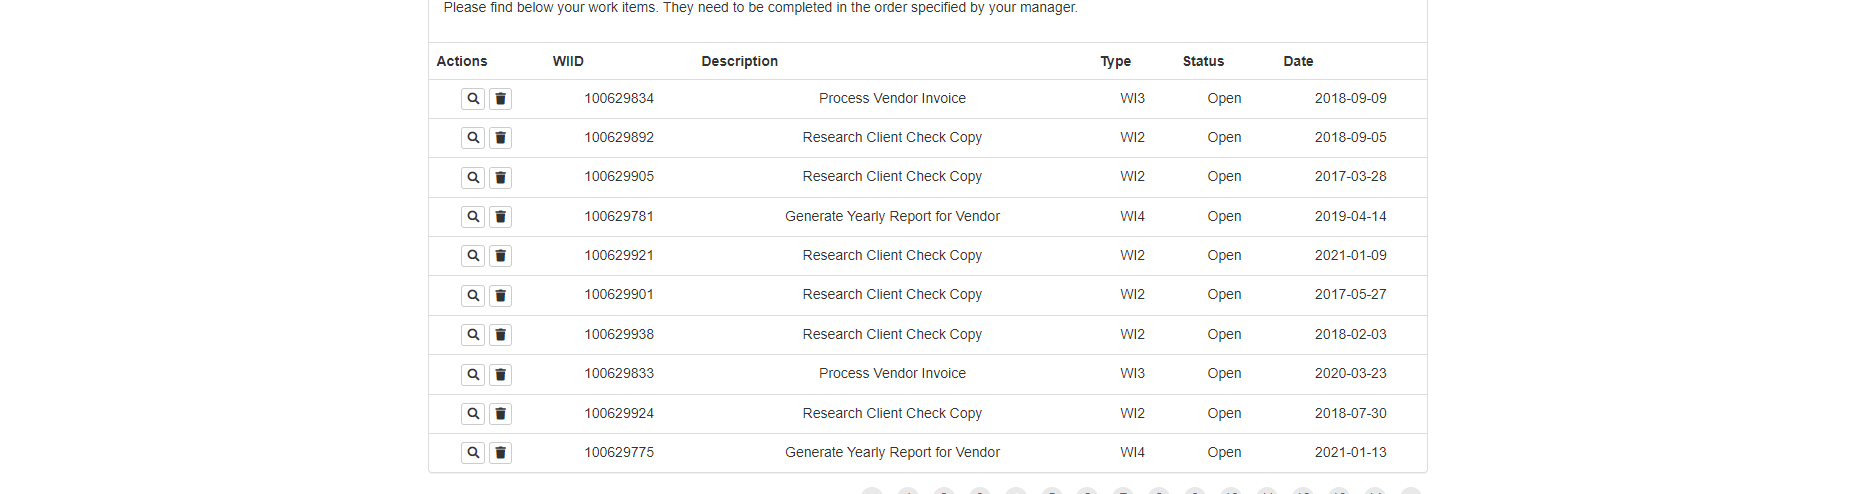 Please find below your work items. They need to be completed in the order specified by your manager.
Actions WIID Description Type Status Date
100629834 Process Vendor Invoice WI3 Open 2018-09-09
100629892 Research Client Check Copy WI2 Open 2018-09-05
100629905 Research Client Check Copy WI2 Open 2017-03-28
100629781 Generate Yearly Report for Vendor WI4 Open 2019-04-14
100629921 Research Client Check Copy WI2 Open 2021-01-09
100629901 Research Client Check Copy WI2 Open 2017-05-27
100629938 Research Client Check Copy WI2 Open 2018-02-03
100629833 Process Vendor Invoice WI3 Open 2020-03-23
100629924 Research Client Check Copy WI2 Open 2018-07-30
100629775 Generate Yearly Report for Vendor WI4 Open 2021-01-13